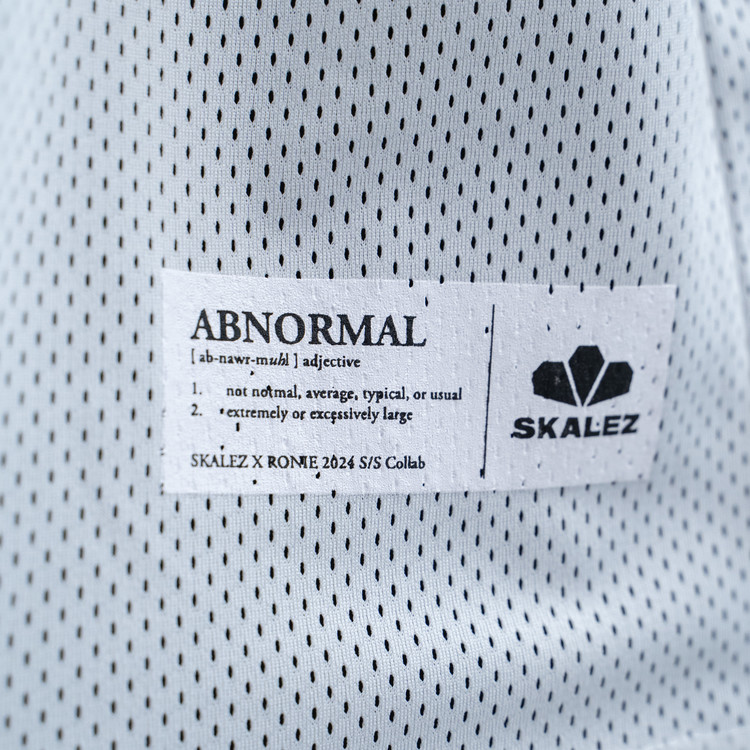 ABNORMAL
[ ab-nawr-muhl ] adjective
1. not normal, average, typical, or usual
2. extremely or excessively large
SKALEZ X RONIE 2024 S/S Collab
SKALEZ